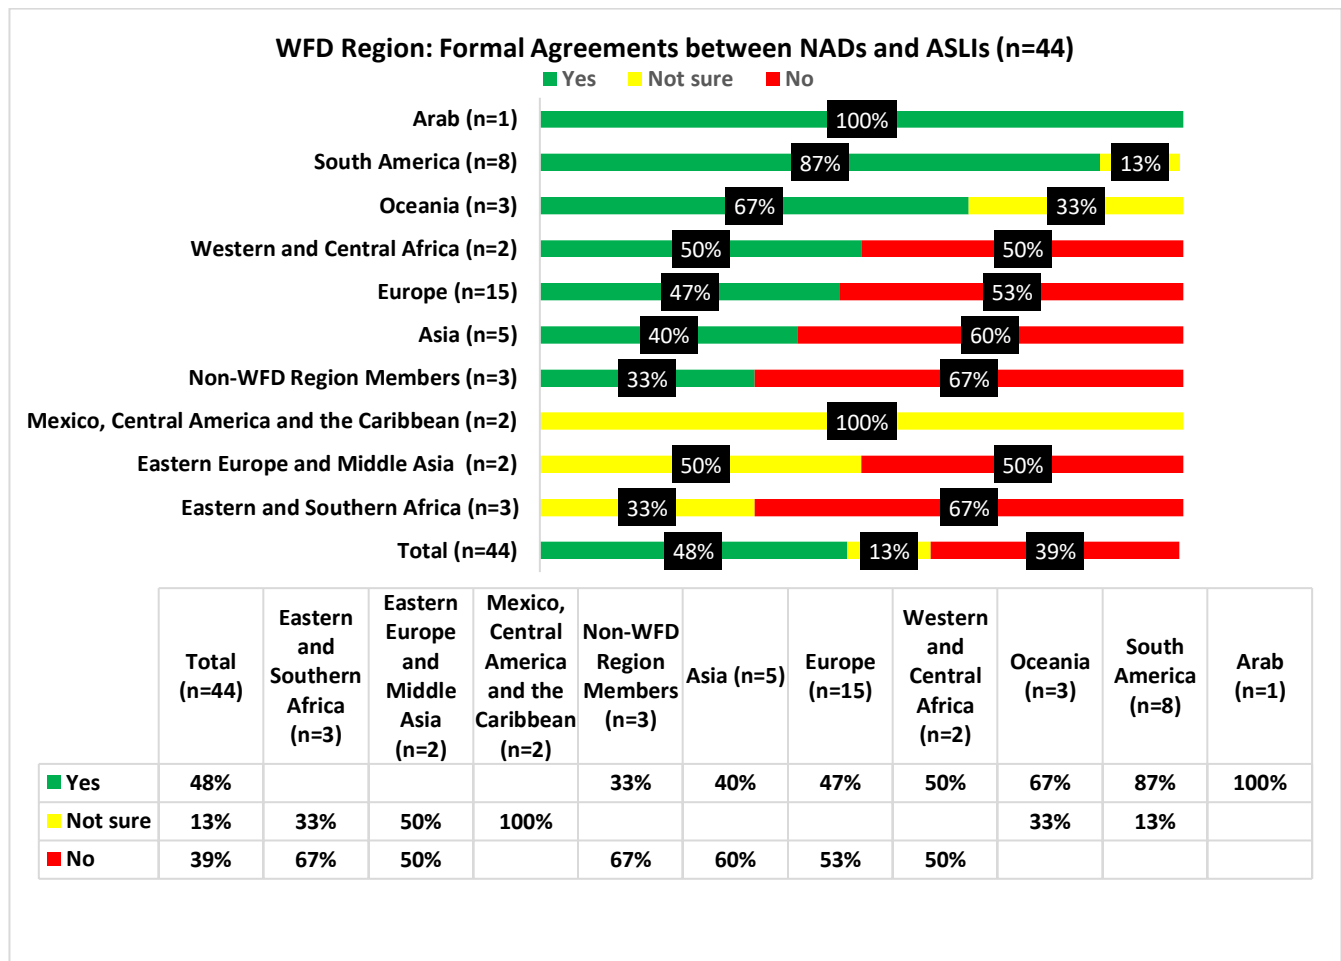 WFD Region: Formal Agreements between NADs and ASLIs (n=44)
Yes Not sure No
Arab (n=1) 100%
South America (n=8) 87% 13%
Oceania (n=3) 67% 33%
Western and Central Africa (n=2) 50% 50%
Europe (n=15) 47% 53%
Asia (n=5) 40% 60%
Non-WFD Region Members (n=3) 33% 67%
Mexico, Central America and the Caribbean (n=2) 100%
Eastern Europe and Middle Asia (n=2) 50% 50%
Eastern and Southern Africa (n=3) 33% 67%
Total (n=44) 48% 13% 39%
Total
(n=44)
Eastern
and
Southern
Africa
(n=3)
Eastern
Europe
and
Middle
Asia
(n=2)
Mexico,
Central
America
and the
Caribbean
(n=2)
Non-WFD
Region
Members
(n=3)
Asia (n=5)
Europe
(n=15)
Western
and
Central
Africa
(n=2)
Oceania
(n=3)
South
America
(n=8)
Arab
(n=1)
Yes 48% 33% 40% 47% 50% 67% 87% 100%
Not sure 13% 33% 50% 100% 33% 13%
No 39% 67% 50% 67% 60% 53% 50%